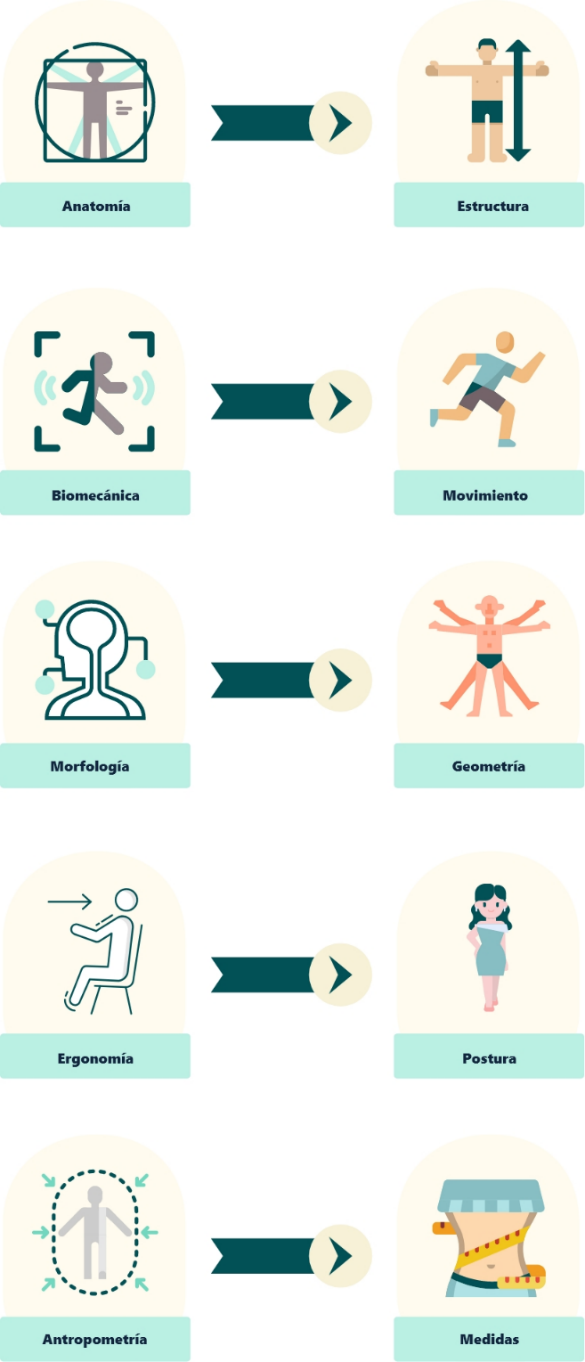 Anatomía
Estructura
Biomecánica
Movimiento
Morfología
Geometría
Ergonomía
Postura
Antropometría
Medidas